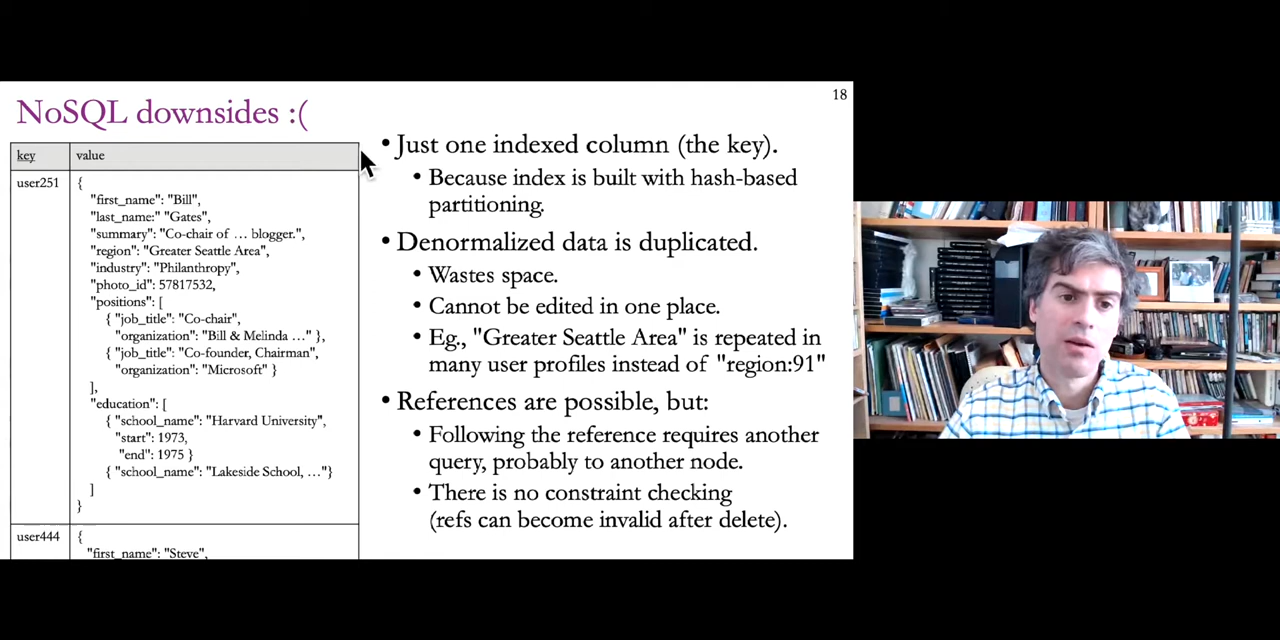 NoSQL downsides :(
18
key value
user251 {
"first_name": "Bill",
"last_name:" "Gates",
"summary": "Co-chair of … blogger.",
"region": "Greater Seattle Area",
"industry": "Philanthropy",
"photo_id": 57817532,
"positions": [
{ "job_title": "Co-chair",
"organization": "Bill & Melinda …" },
{ "job_title": "Co-founder, Chairman",
"organization": "Microsoft" }
],
"education": [
{ "school_name": "Harvard University",
"start": 1973,
"end": 1975 }
{ "school_name": "Lakeside School, …"}
]
}
user444 {
"first_name": "Steve",
• Just one indexed column (the key).
• Because index is built with hash-based
partitioning.
• Denormalized data is duplicated.
• Wastes space.
• Cannot be edited in one place.
• Eg., "Greater Seattle Area" is repeated in
many user profiles instead of "region:91"
• References are possible, but:
• Following the reference requires another
query, probably to another node.
• There is no constraint checking
(refs can become invalid after delete).